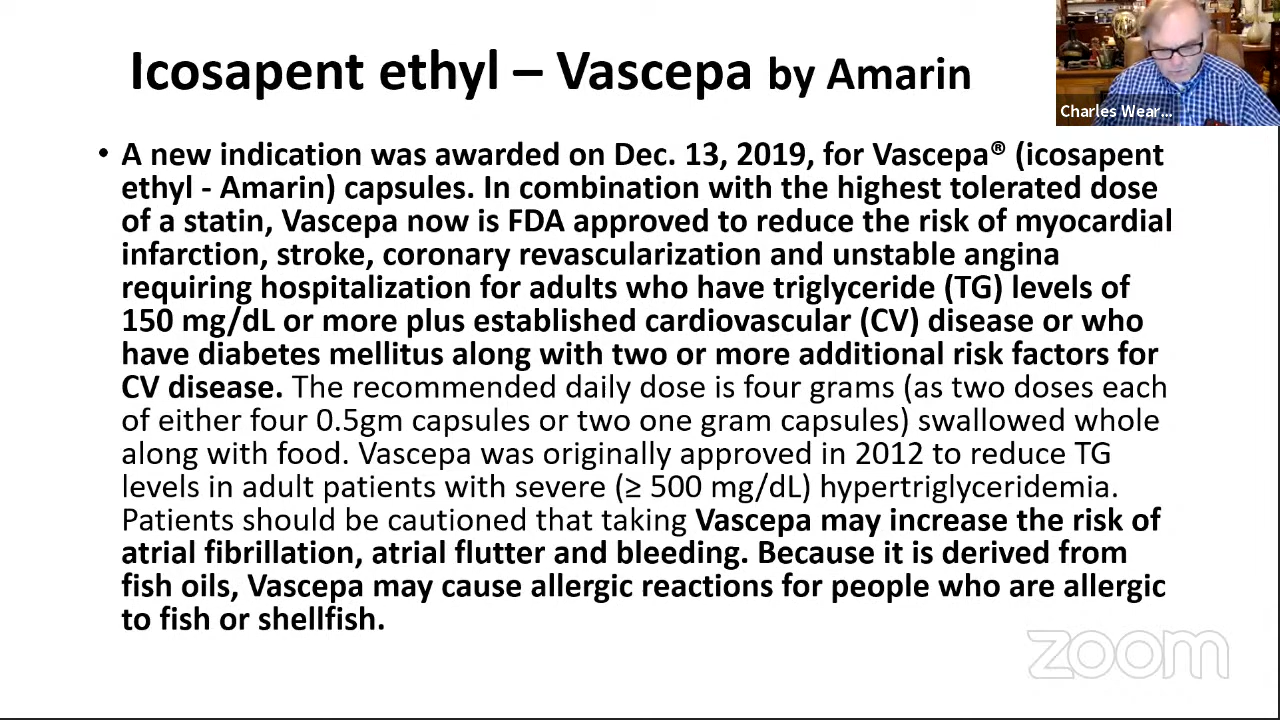 Icosapent ethyl – Vascepa by Amarin
Charles Wear...
• A new indication was awarded on Dec. 13, 2019, for Vascepa® (icosapent
ethyl - Amarin) capsules. In combination with the highest tolerated dose
of a statin, Vascepa now is FDA approved to reduce the risk of myocardial
infarction, stroke, coronary revascularization and unstable angina
requiring hospitalization for adults who have triglyceride (TG) levels of
150 mg/dL or more plus established cardiovascular (CV) disease or who
have diabetes mellitus along with two or more additional risk factors for
CV disease. The recommended daily dose is four grams (as two doses each
of either four 0.5gm capsules or two one gram capsules) swallowed whole
along with food. Vascepa was originally approved in 2012 to reduce TG
levels in adult patients with severe (≥ 500 mg/dL) hypertriglyceridemia.
Patients should be cautioned that taking Vascepa may increase the risk of
atrial fibrillation, atrial flutter and bleeding. Because it is derived from
fish oils, Vascepa may cause allergic reactions for people who are allergic
to fish or shellfish.
zoom